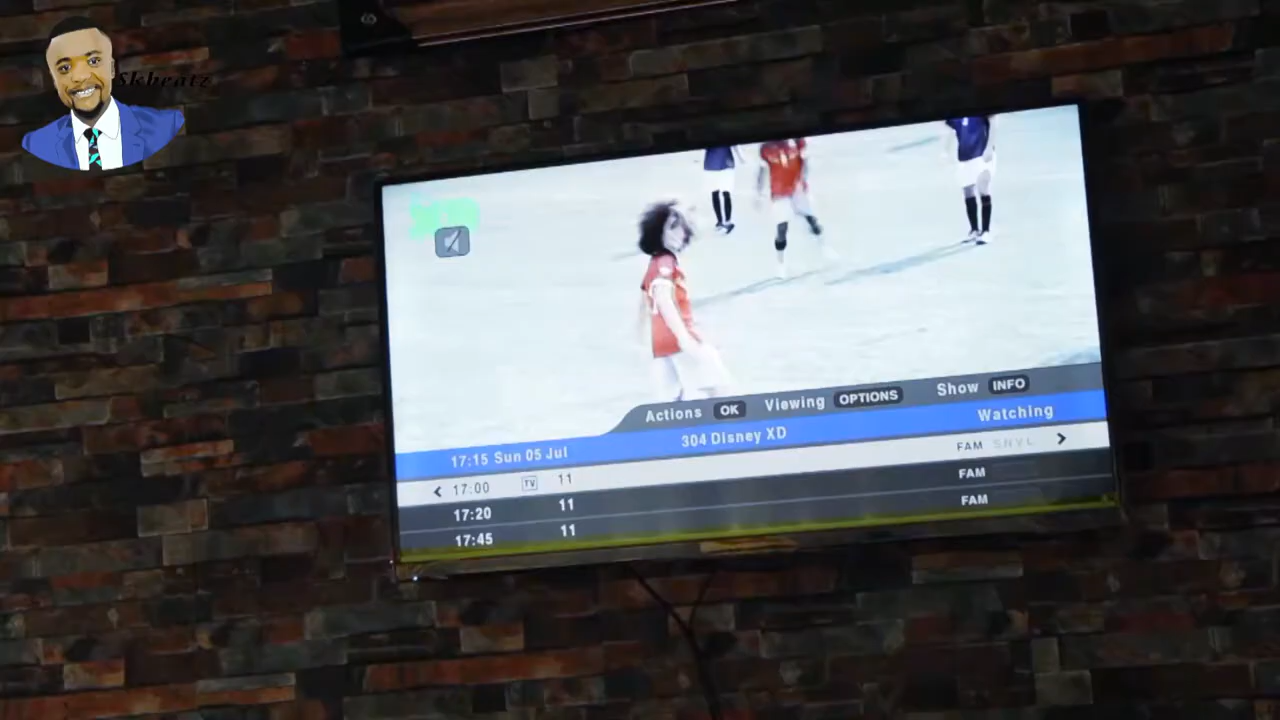 Skbeatz
Actions OK Viewing OPTIONS Show INFO
17:15 Sun 05 Jul 304 Disney XD Watching
17:00 TV 11 FAM S N V L
17:20 11 FAM
17:45 11 FAM